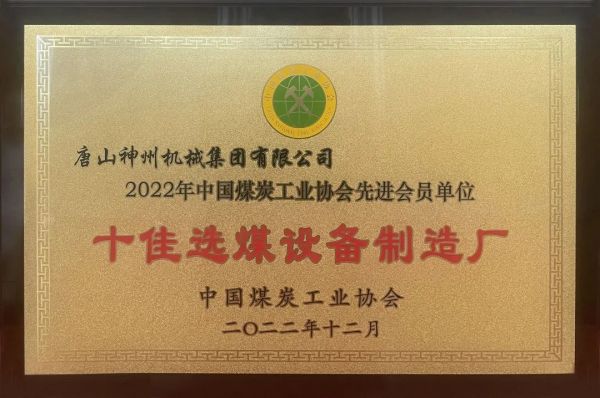 唐山神州机械集团有限公司
2022年中国煤炭工业协会先进会员单位
十佳选煤设备制造厂
中国煤炭工业协会
二〇二二年十二月